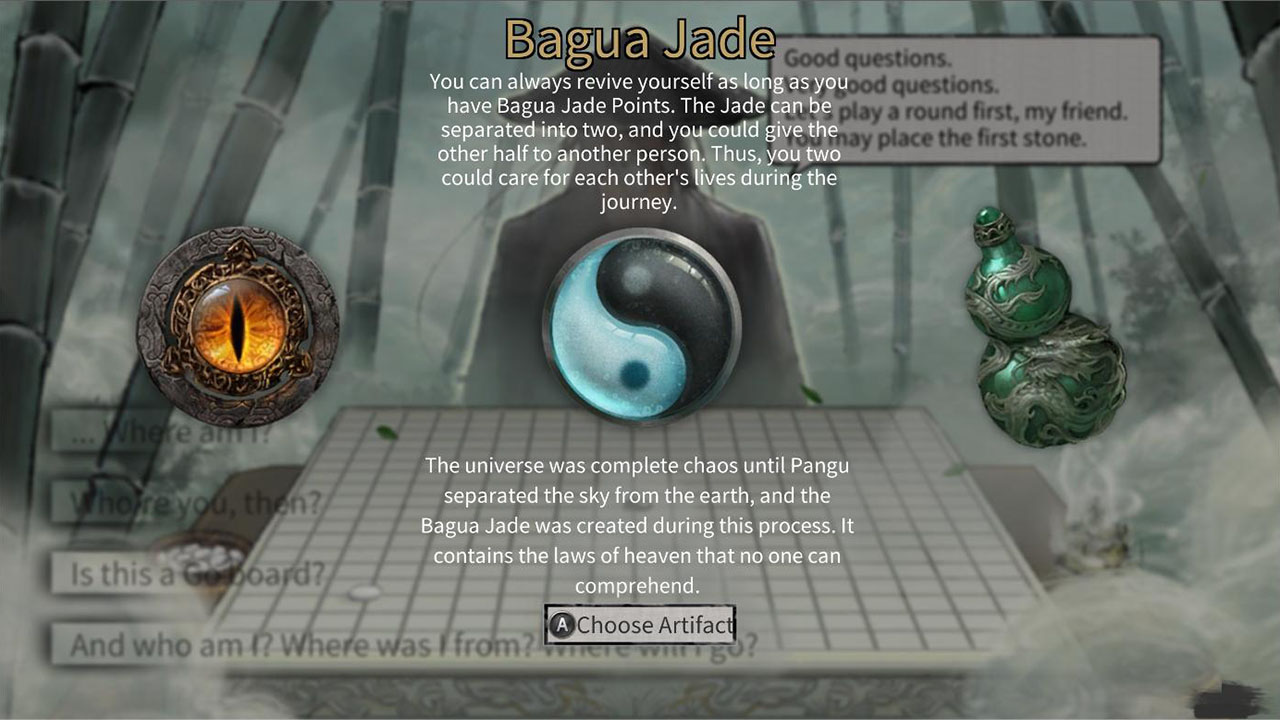 Bagua Jade
You can always revive yourself as long as you
have Bagua Jade Points. The Jade can be
separated into two, and you could give the
other half to another person. Thus, you two
could care for each other's lives during the
journey.
Good questions.
good questions.
play a round first, my friend.
You may place the first stone.
... Where am I?
Who're you, then?
Is this a Go board?
And who am I? Where was I from? Where will I go?
The universe was complete chaos until Pangu
separated the sky from the earth, and the
Bagua Jade was created during this process. It
contains the laws of heaven that no one can
comprehend.
A Choose Artifact